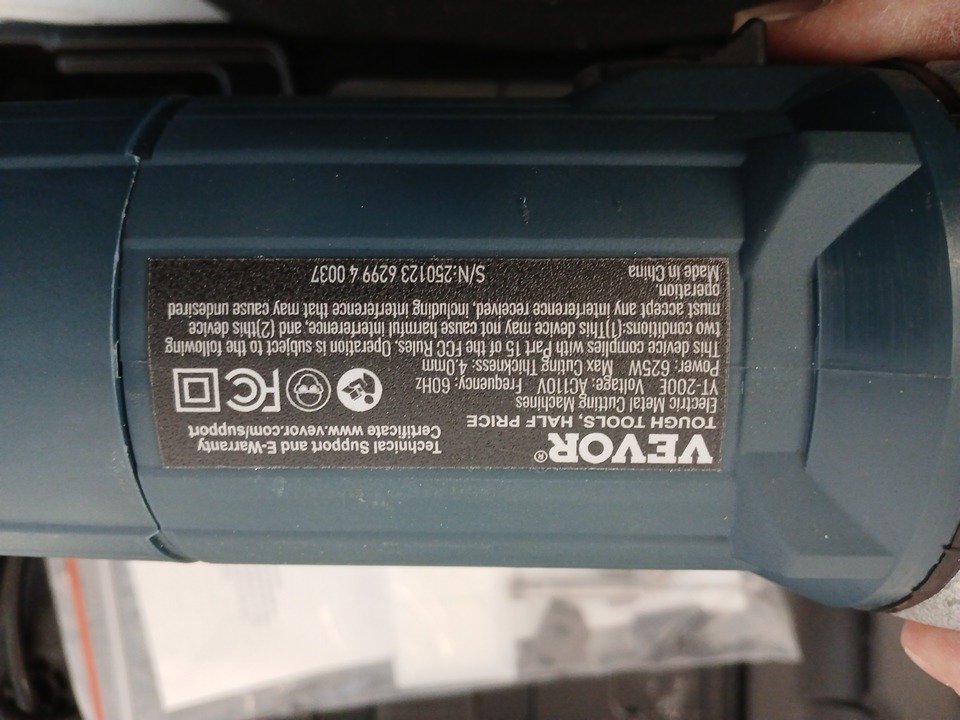 VEVOR®
TOUGH TOOLS, HALF PRICE
Technical Support and E-Warranty
Certificate www.vevor.com/support
Electric Metal Cutting Machines
YT-200E Voltage: AC110V Frequency: 60Hz
Power: 625W Max Cutting Thickness: 4.0mm
FC
This device complies with Part 15 of the FCC Rules. Operation is subject to the following
two conditions:(1)This device may not cause harmful interference, and (2)this device
must accept any interference received, including interference that may cause undesired
operation.
Made in China
S/N:250123 6299 4 0037